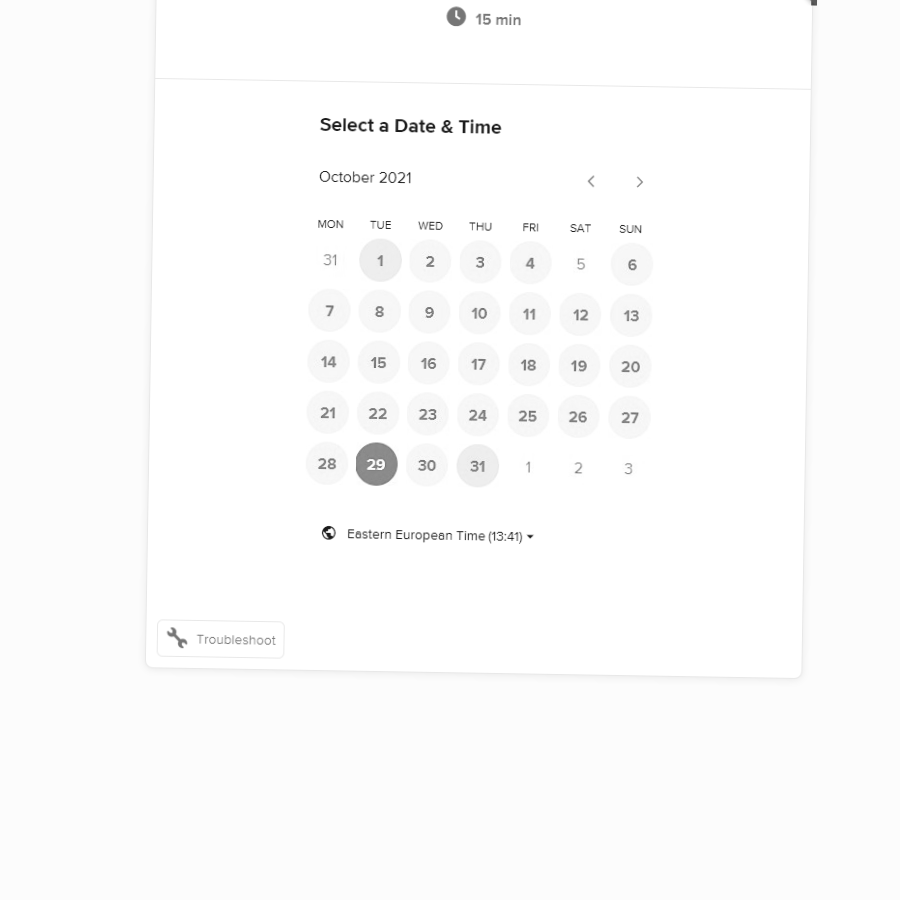 15 min
Select a Date & Time
October 2021
MON TUE WED THU FRI SAT SUN
31 1 2 3 4 5 6
7 8 9 10 11 12 13
14 15 16 17 18 19 20
21 22 23 24 25 26 27
28 29 30 31 1 2 3
Eastern European Time (13:41)
Troubleshoot